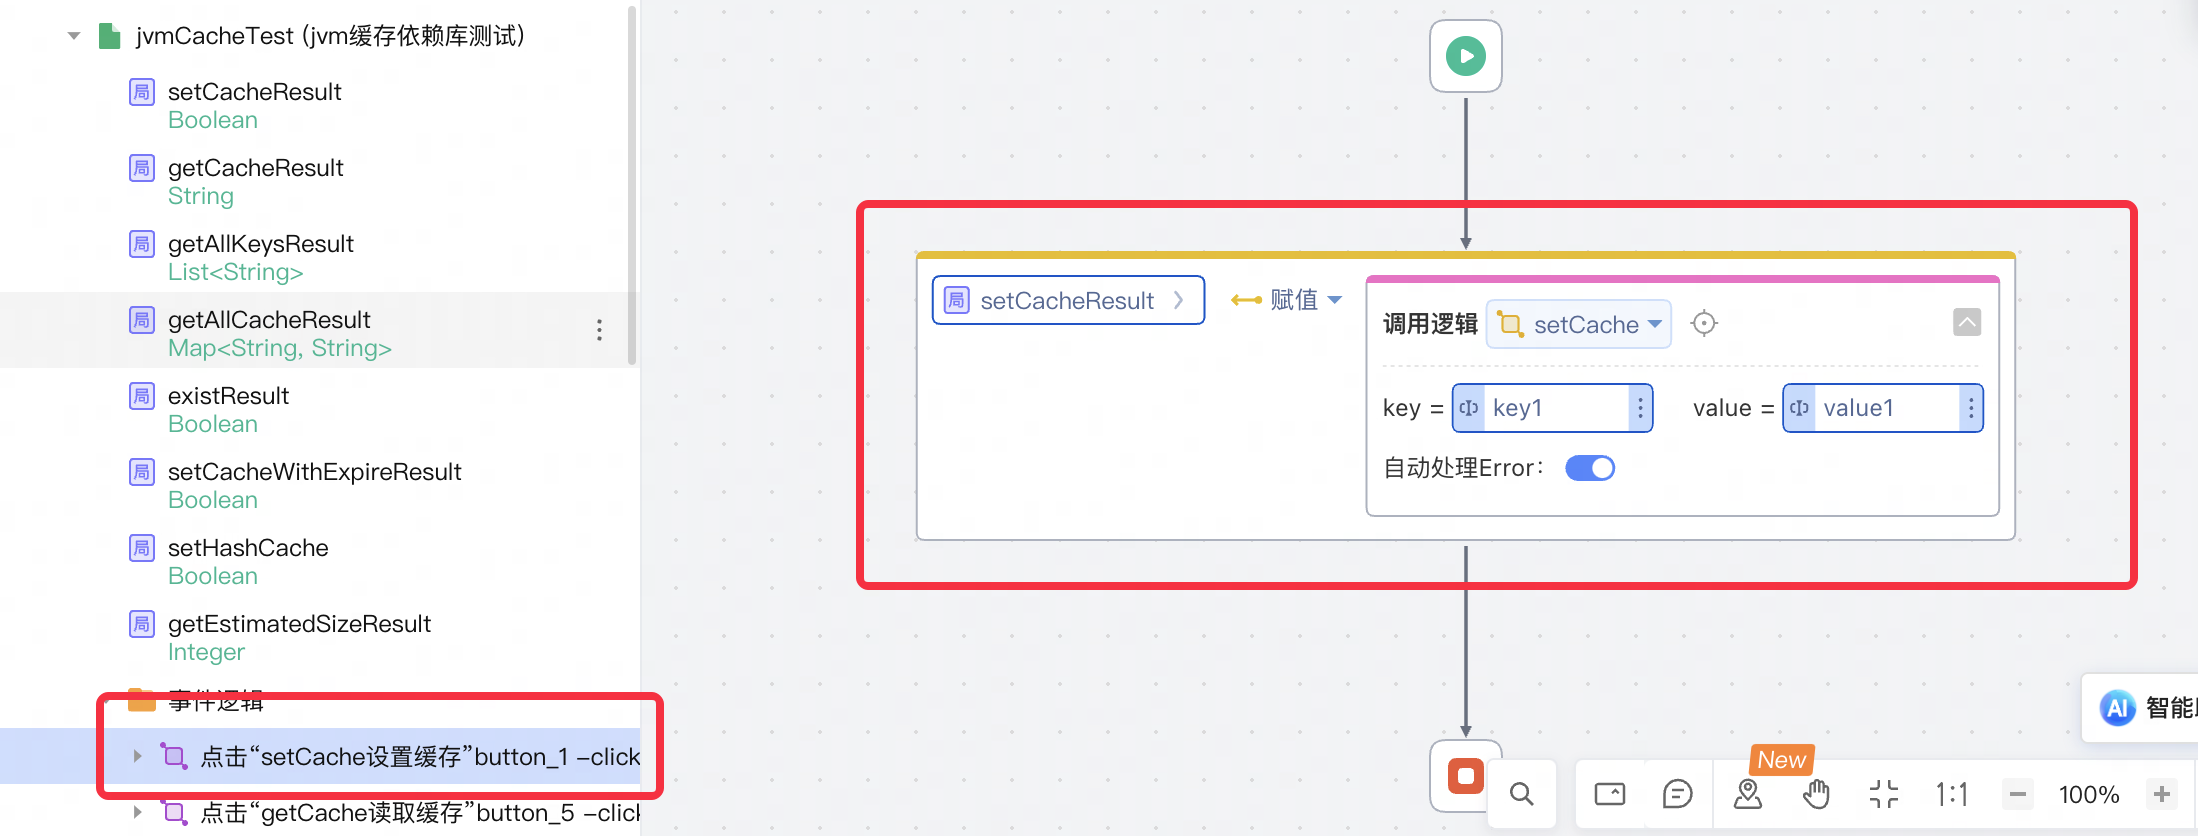 jvmCacheTest (jvm缓存依赖库测试)
局 setCacheResult
Boolean
局 getCacheResult
String
局 getAllKeysResult
List<String>
局 getAllCacheResult
Map<String, String>
局 existResult
Boolean
局 setCacheWithExpireResult
Boolean
局 setHashCache
Boolean
局 getEstimatedSizeResult
Integer
事件逻辑
点击“setCache设置缓存”button_1 –click
点击“getCache读取缓存”button_5 –click
局 setCacheResult 赋值
调用逻辑 setCache
key = key1 value = value1
自动处理Error：
AI 智能
New
1:1 100%